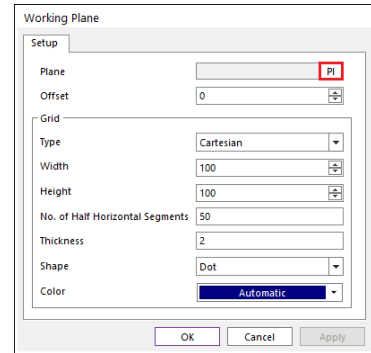 Working Plane
Setup
Plane Pl
Offset 0
Grid
Type Cartesian
Width 100
Height 100
No. of Half Horizontal Segments 50
Thickness 2
Shape Dot
Color Automatic
OK Cancel Apply